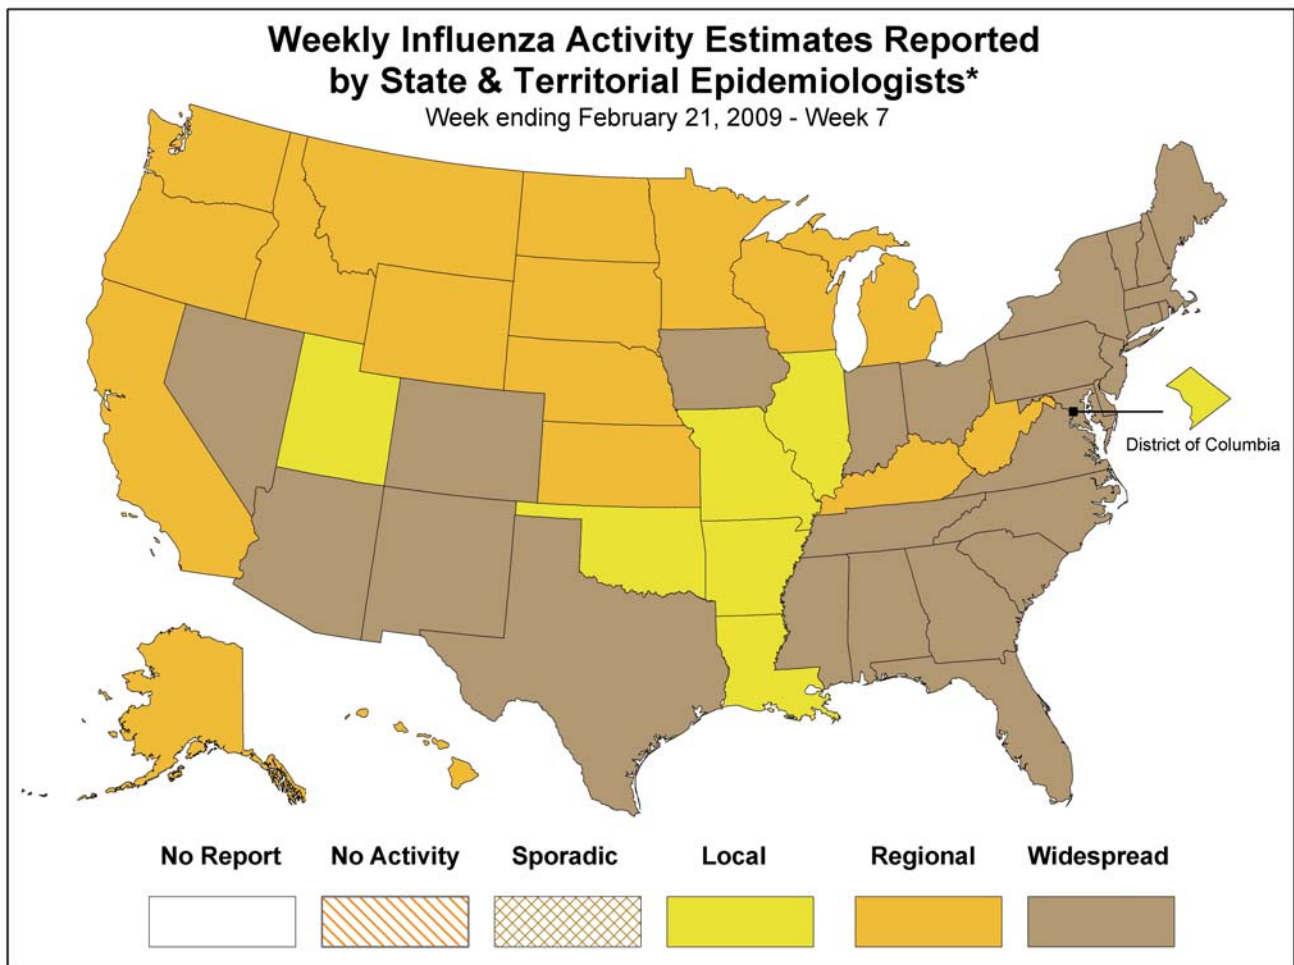 Weekly Influenza Activity Estimates Reported
by State & Territorial Epidemiologists*
Week ending February 21, 2009 - Week 7
District of Columbia
No Report No Activity Sporadic Local Regional Widespread